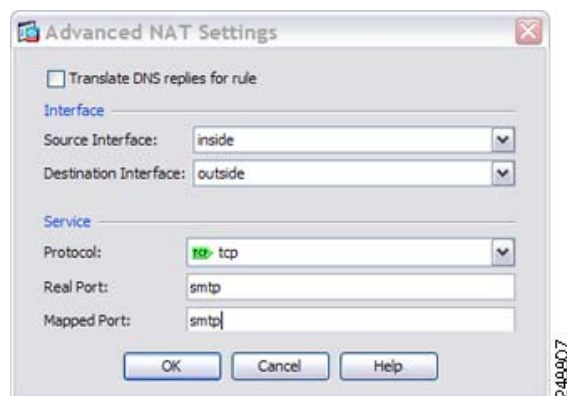 Advanced NAT Settings
Translate DNS replies for rule
Interface
Source Interface: inside
Destination Interface: outside
Service
Protocol: TCP tcp
Real Port: smtp
Mapped Port: smtp
OK Cancel Help
248807